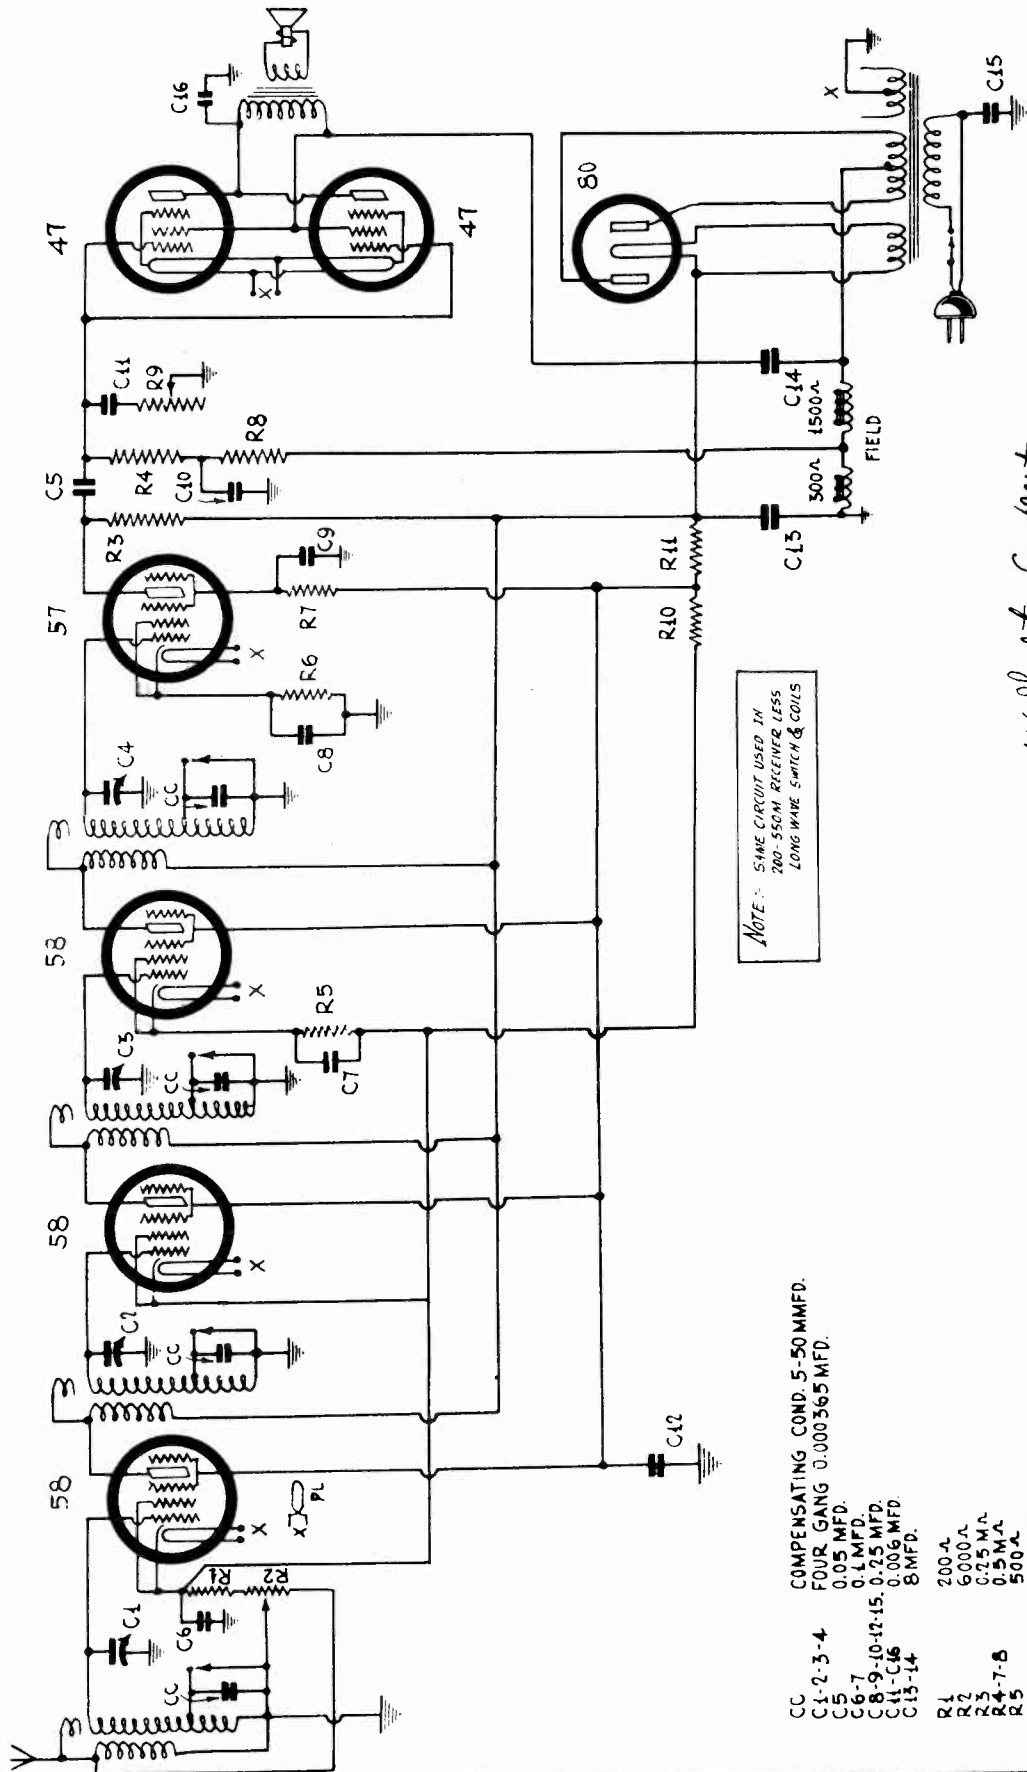 58
58
58
57
47
47
80
C1
C2
C3
C4
C5
C6
C7
C8
C9
C10
C11
C12
C13
C14
C15
C16
CC
CC
CC
CC
R1
R2
R3
R4
R5
R6
R7
R8
R9
R10
R11
X
X
X
X
X
X
X
PL
300Ω
1500Ω
FIELD
NOTE:- SAME CIRCUIT USED IN
200-550M RECEIVER LESS
LONG WAVE SWITCH & COILS
CC COMPENSATING COND. 5-50 MMFD.
C1-2-3-4 FOUR GANG 0.000365 MFD.
C5 0.05 MFD.
C6-7 0.1 MFD.
C8-9-10-12-15. 0.25 MFD.
C11-C16 0.006 MFD.
C13-14 8 MFD.
R1 200Ω
R2 6000Ω
R3 0.25 MΩ
R4-7-8 0.5 MΩ
R5 500Ω